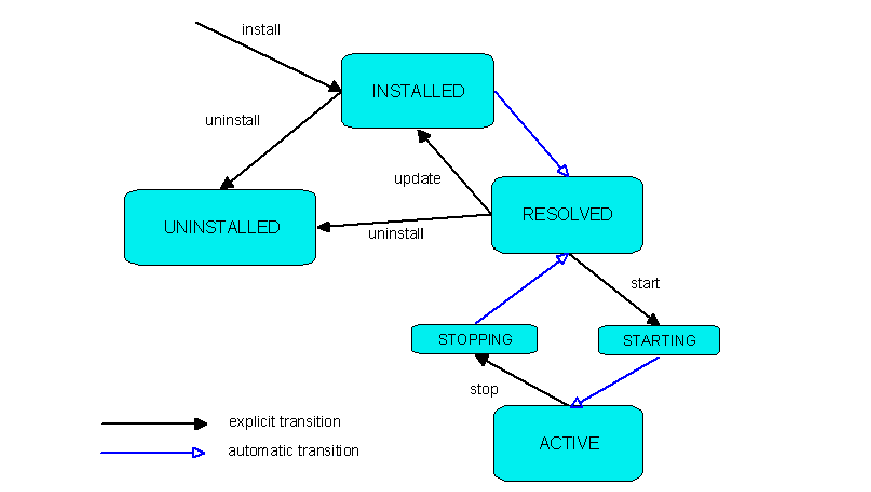 install
INSTALLED
uninstall
update
UNINSTALLED
uninstall
RESOLVED
start
STOPPING
STARTING
stop
ACTIVE
explicit transition
automatic transition